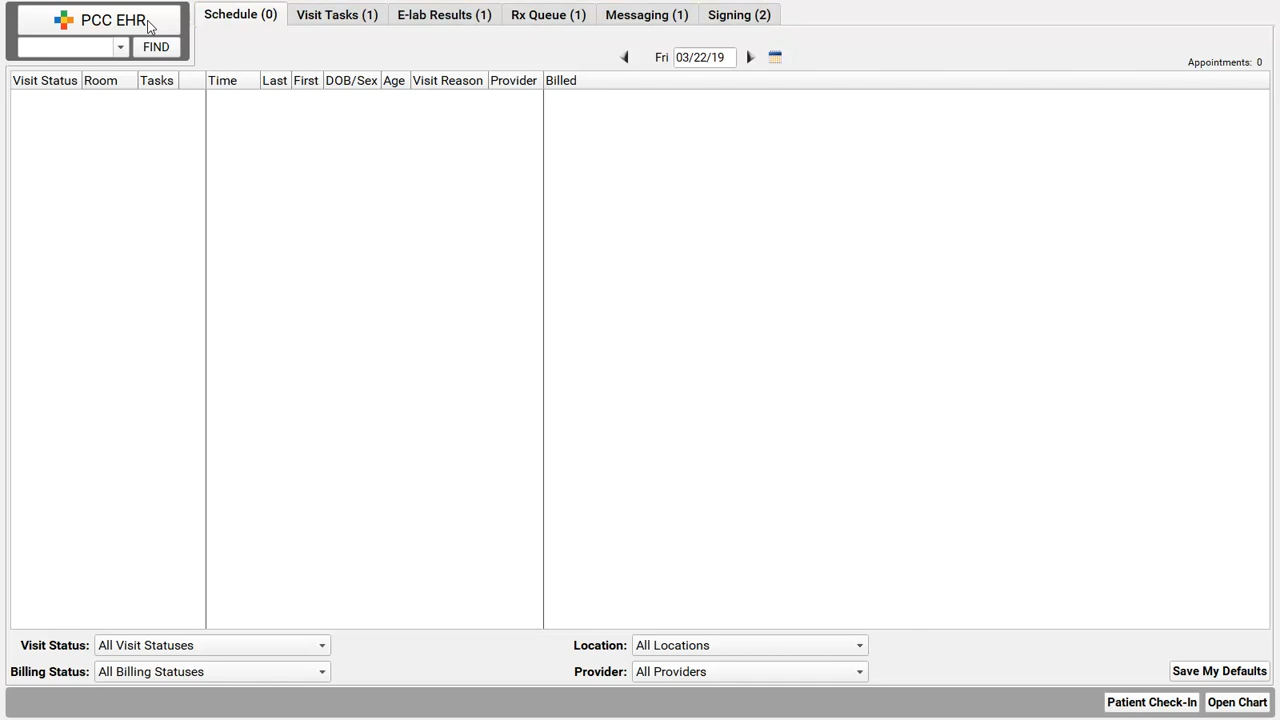 PCC EHR
FIND
Schedule (0) Visit Tasks (1) E-lab Results (1) Rx Queue (1) Messaging (1) Signing (2)
Fri 03/22/19
Appointments: 0
Visit Status Room Tasks Time Last First DOB/Sex Age Visit Reason Provider Billed
Visit Status: All Visit Statuses Location: All Locations
Billing Status: All Billing Statuses Provider: All Providers Save My Defaults
Patient Check-In Open Chart